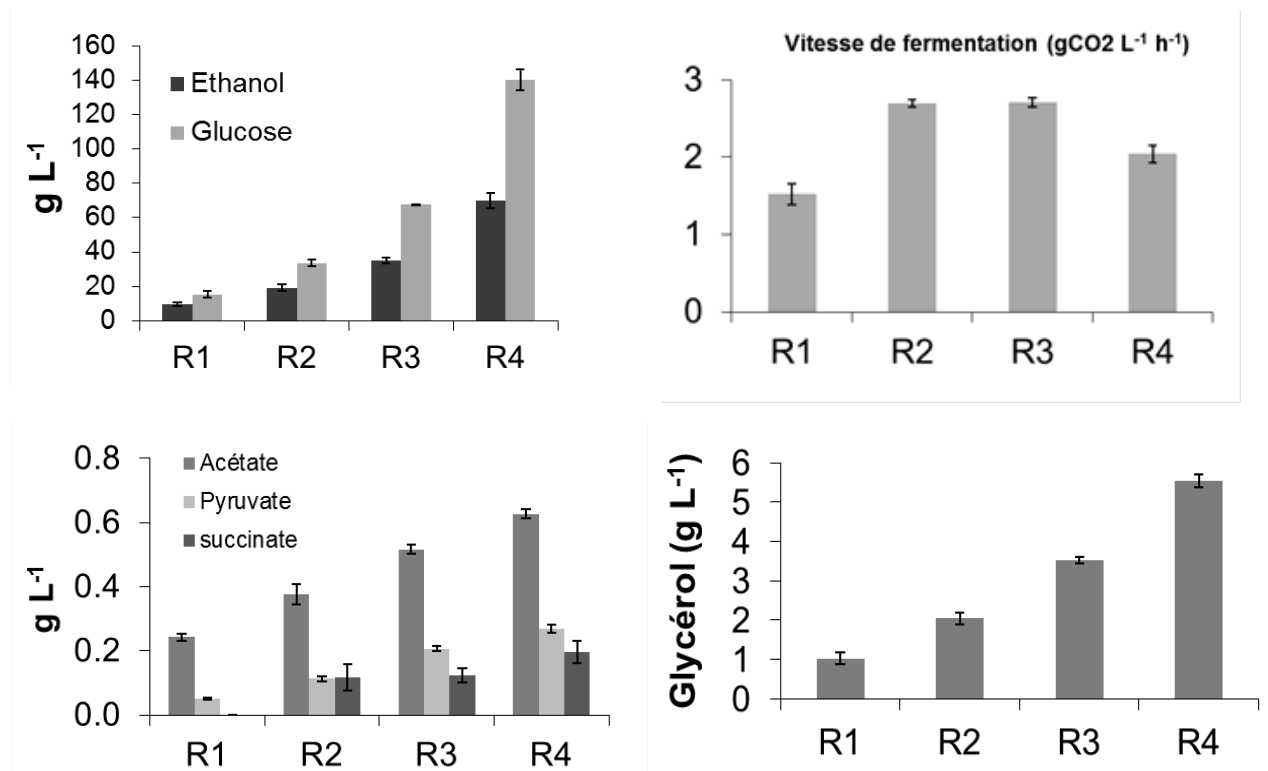 160
140
120
100
80
60
40
20
0
g L⁻¹
Ethanol
Glucose
R1 R2 R3 R4
Vitesse de fermentation (gCO2 L⁻¹ h⁻¹)
3
2
1
0
R1 R2 R3 R4
0.8
0.6
0.4
0.2
0.0
g L⁻¹
Acétate
Pyruvate
succinate
R1 R2 R3 R4
Glycérol (g L⁻¹)
6
5
4
3
2
1
0
R1 R2 R3 R4